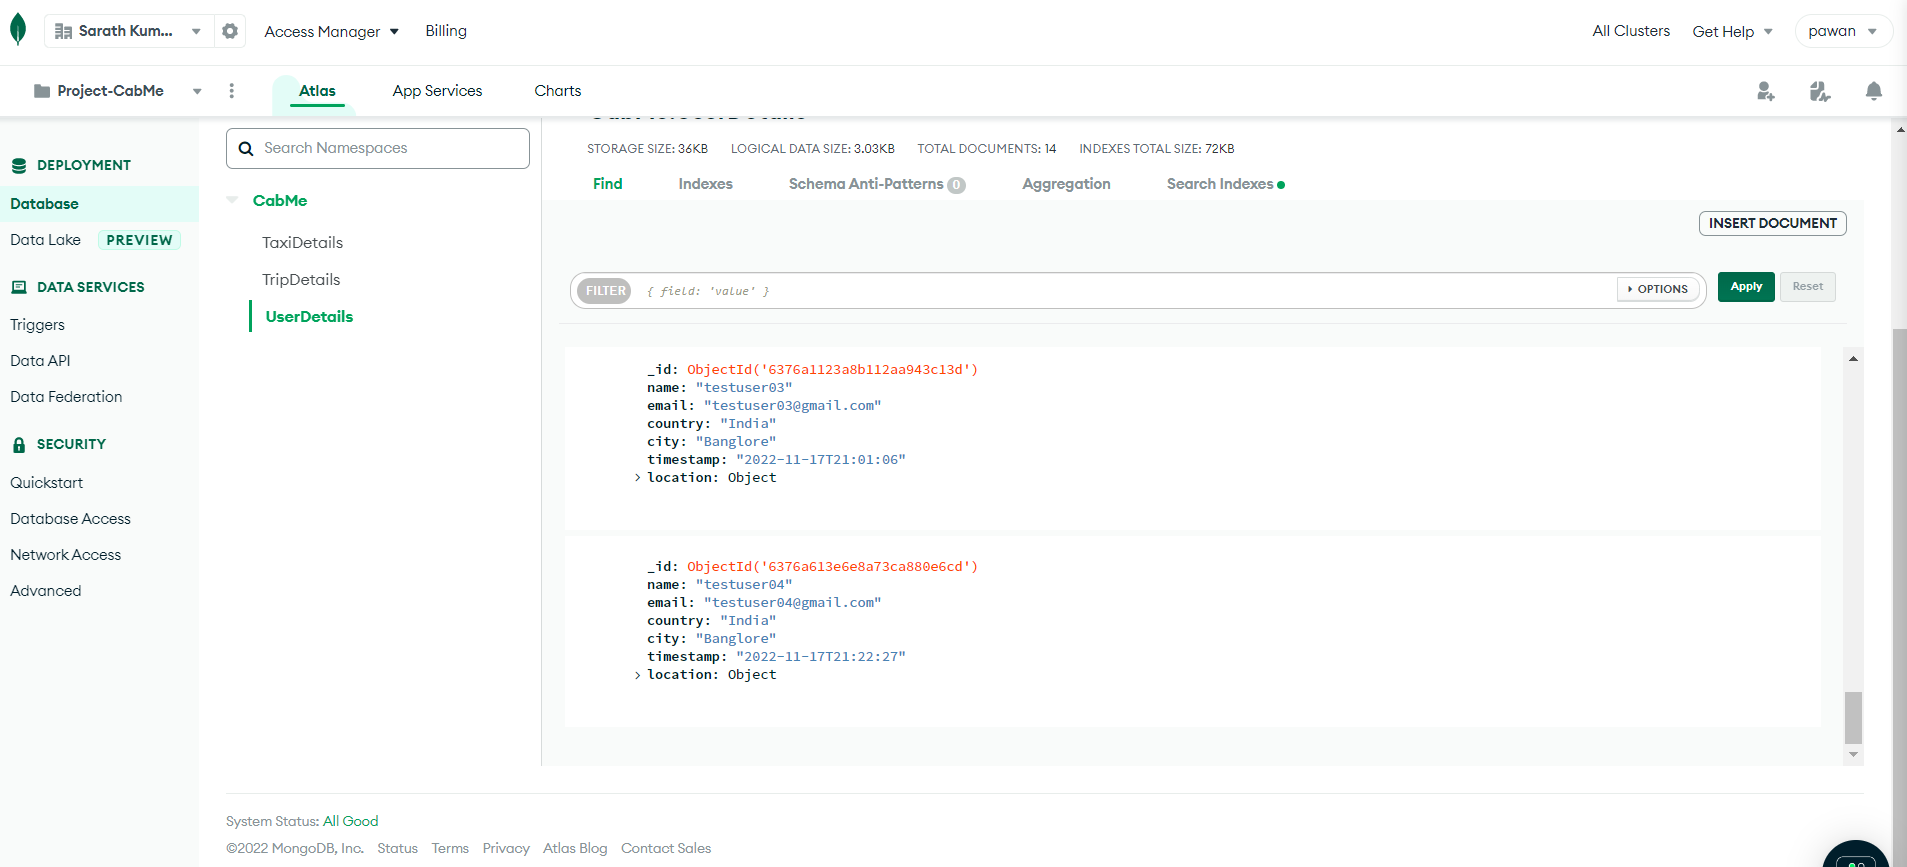 Sarath Kum...
Access Manager
Billing
All Clusters
Get Help
pawan
Project-CabMe
Atlas
App Services
Charts
DEPLOYMENT
Database
Data Lake PREVIEW
DATA SERVICES
Triggers
Data API
Data Federation
SECURITY
Quickstart
Database Access
Network Access
Advanced
Search Namespaces
CabMe
TaxiDetails
TripDetails
UserDetails
STORAGE SIZE: 36KB LOGICAL DATA SIZE: 3.03KB TOTAL DOCUMENTS: 14 INDEXES TOTAL SIZE: 72KB
Find Indexes Schema Anti-Patterns 0 Aggregation Search Indexes
INSERT DOCUMENT
FILTER { field: 'value' } OPTIONS Apply Reset
_id: ObjectId('6376a1123a8b112aa943c13d')
name: "testuser03"
email: "testuser03@gmail.com"
country: "India"
city: "Banglore"
timestamp: "2022-11-17T21:01:06"
location: Object
_id: ObjectId('6376a613e6e8a73ca880e6cd')
name: "testuser04"
email: "testuser04@gmail.com"
country: "India"
city: "Banglore"
timestamp: "2022-11-17T21:22:27"
location: Object
System Status: All Good
©2022 MongoDB, Inc. Status Terms Privacy Atlas Blog Contact Sales